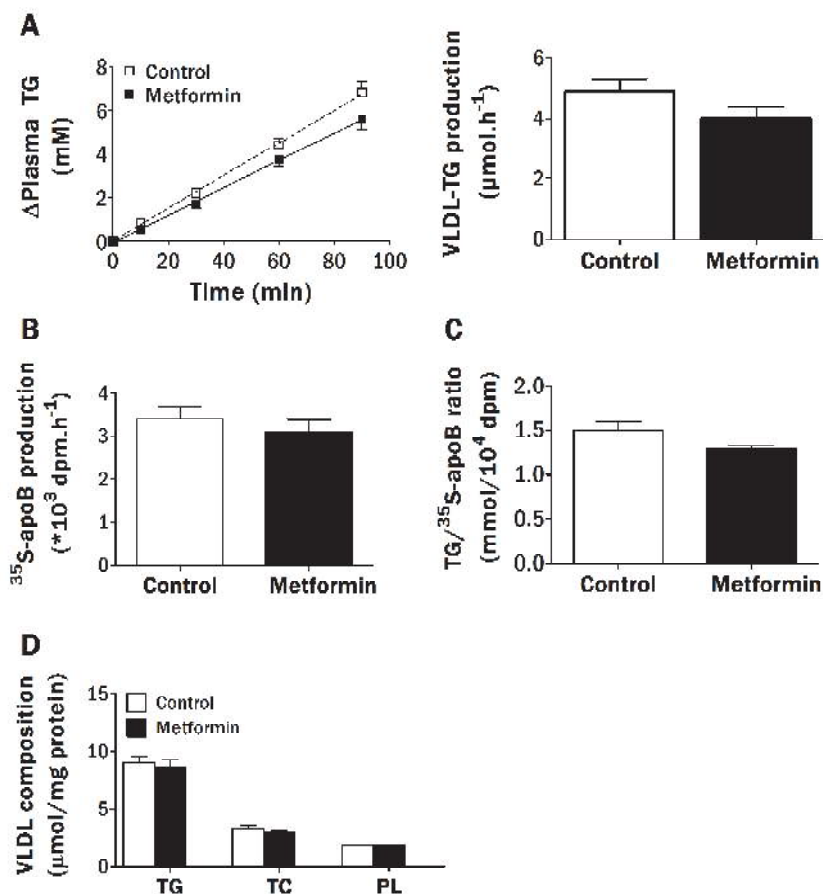 A
ΔPlasma TG
(mM)
8
6
4
2
0
0 20 40 60 80 100
Time (min)
Control
Metformin
VLDL-TG production
(μmol.h⁻¹)
6
4
2
0
Control Metformin
B
³⁵S-apoB production
(*10³ dpm.h⁻¹)
4
3
2
1
0
Control Metformin
C
TG/³⁵S-apoB ratio
(mmol/10⁴ dpm)
2.0
1.5
1.0
0.5
0.0
Control Metformin
D
VLDL composition
(μmol/mg protein)
15
10
5
0
Control
Metformin
TG TC PL